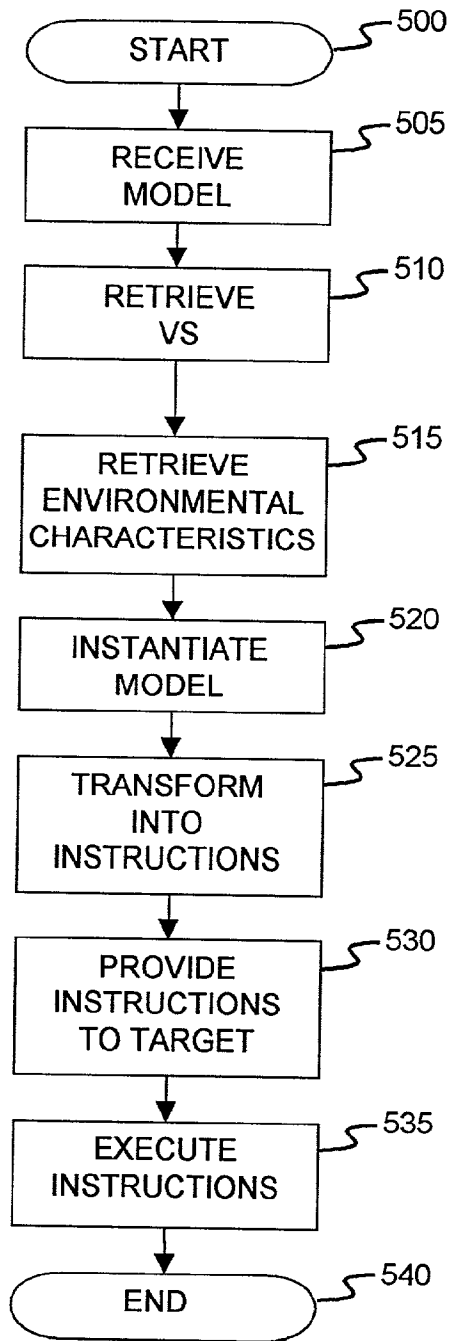 START
500
RECEIVE
MODEL
505
RETRIEVE
VS
510
RETRIEVE
ENVIRONMENTAL
CHARACTERISTICS
515
INSTANTIATE
MODEL
520
TRANSFORM
INTO
INSTRUCTIONS
525
PROVIDE
INSTRUCTIONS
TO TARGET
530
EXECUTE
INSTRUCTIONS
535
END
540